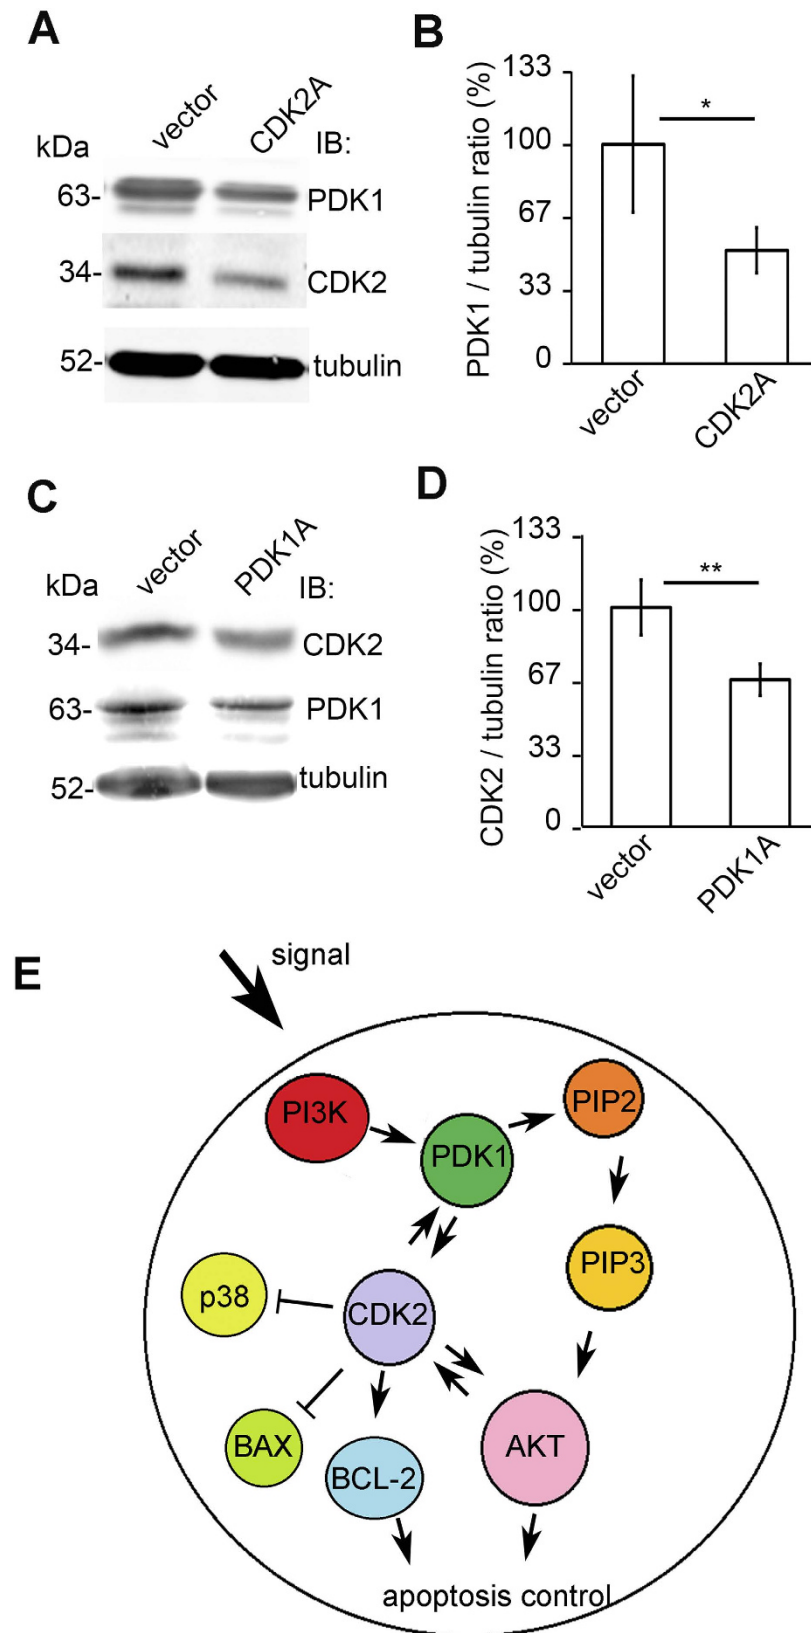 A
vector CDK2A
kDa IB:
63- PDK1
34- CDK2
52- tubulin
B
PDK1 / tubulin ratio (%)
133
100
67
33
0
*
vector CDK2A
C
vector PDK1A
kDa IB:
34- CDK2
63- PDK1
52- tubulin
D
CDK2 / tubulin ratio (%)
133
100
67
33
0
**
vector PDK1A
E
signal
PI3K
PDK1
PIP2
PIP3
p38
CDK2
BAX
BCL-2
AKT
apoptosis control